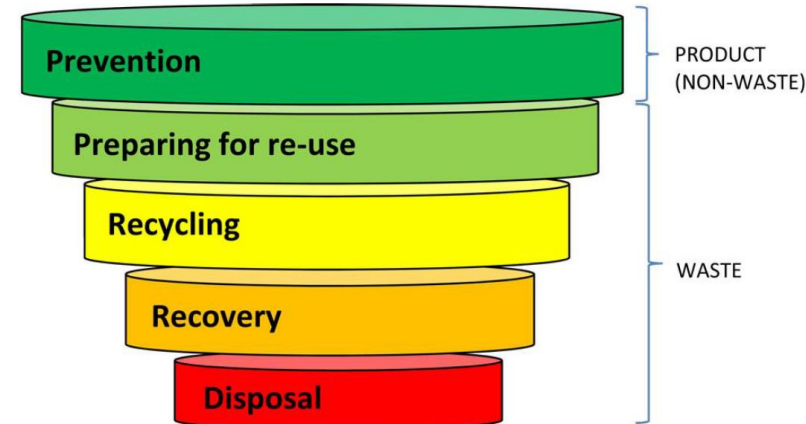 Prevention
PRODUCT
(NON-WASTE)
Preparing for re-use
Recycling
WASTE
Recovery
Disposal